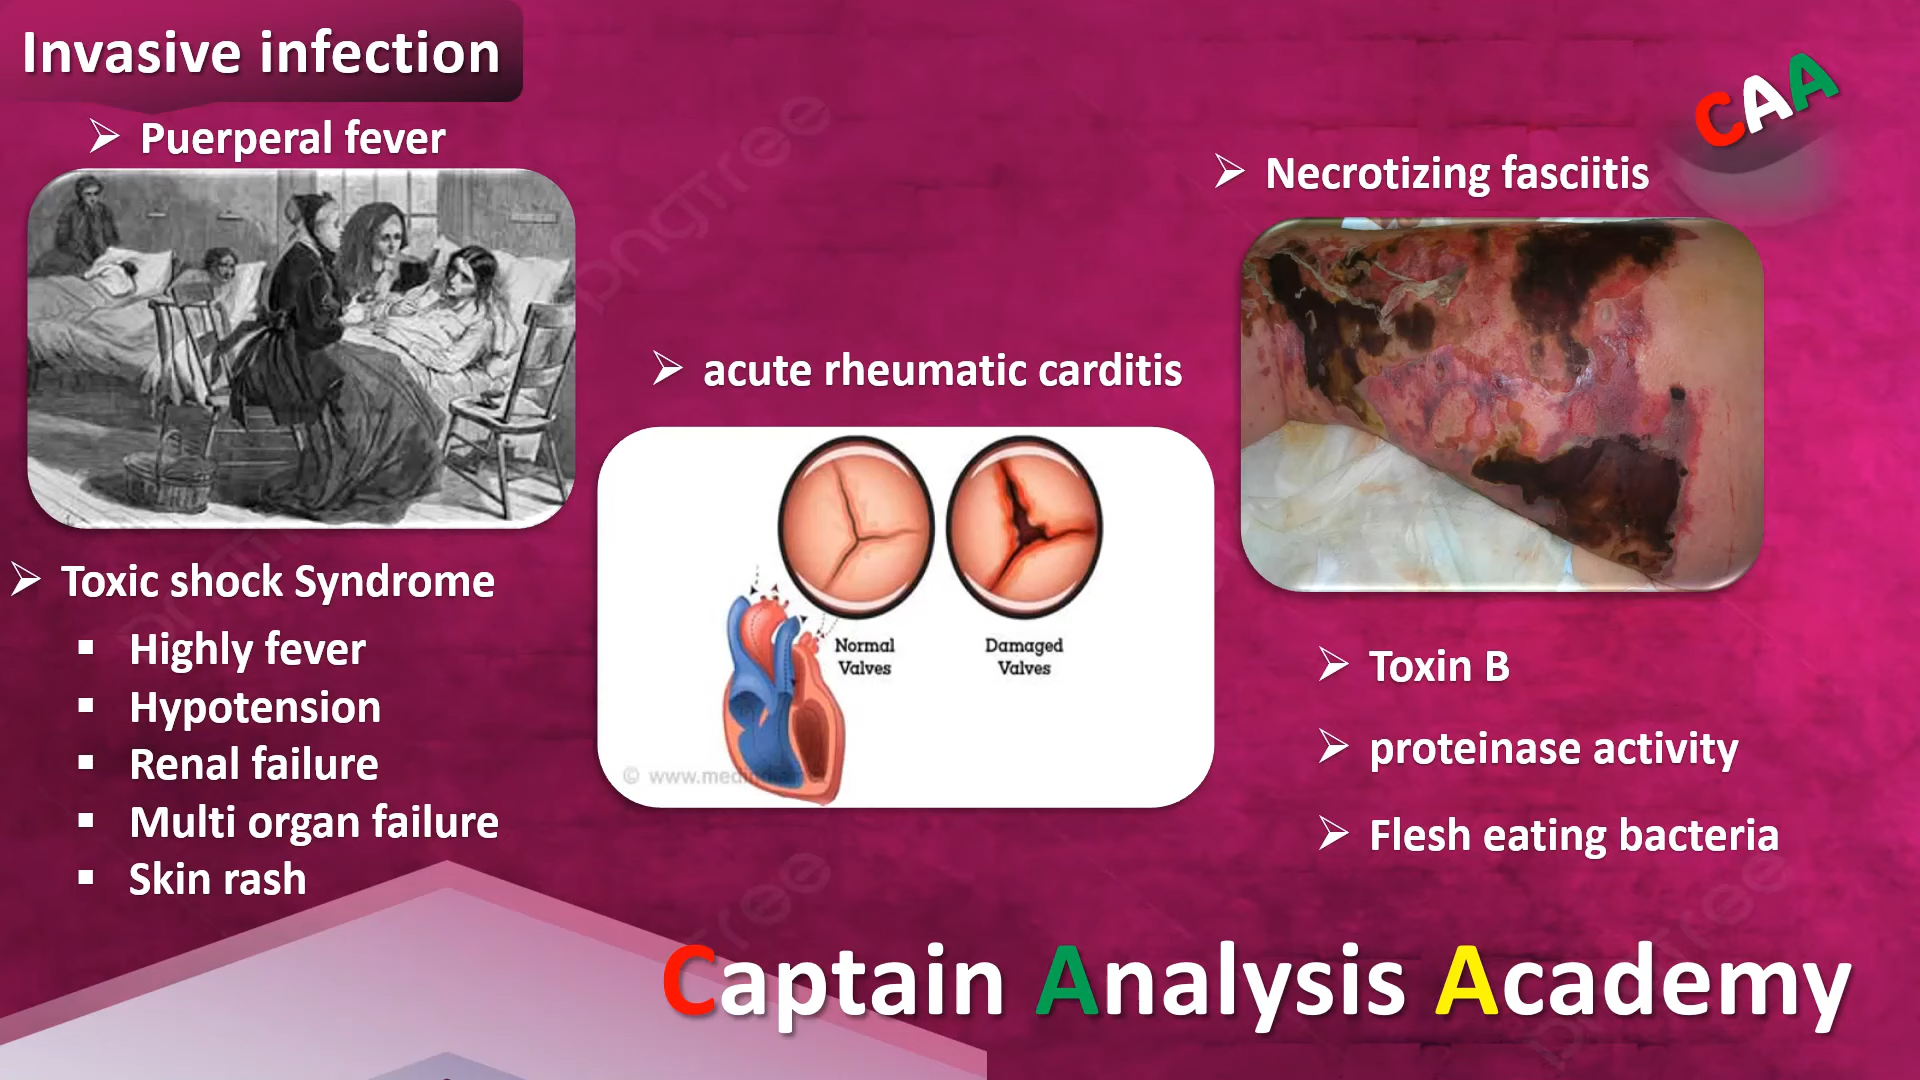 Invasive infection
CAA
➢ Puerperal fever
➢ Toxic shock Syndrome
▪ Highly fever
▪ Hypotension
▪ Renal failure
▪ Multi organ failure
▪ Skin rash
➢ acute rheumatic carditis
Normal Valves
Damaged Valves
➢ Necrotizing fasciitis
➢ Toxin B
➢ proteinase activity
➢ Flesh eating bacteria
Captain Analysis Academy
pngtree